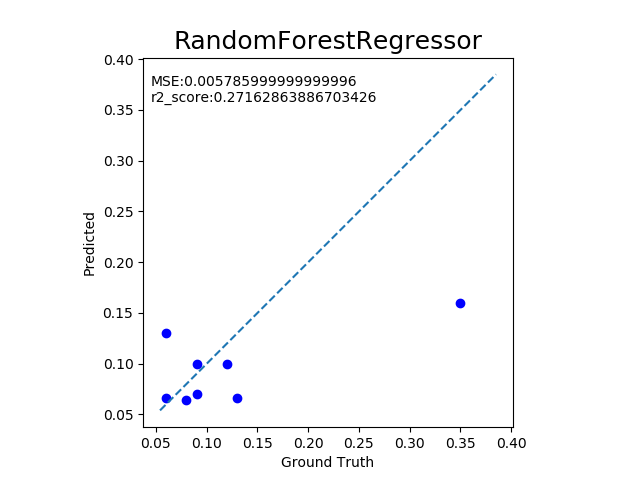 RandomForestRegressor
MSE:0.005785999999999996
r2_score:0.27162863886703426
0.40
0.35
0.30
0.25
0.20
0.15
0.10
0.05
Predicted
0.05 0.10 0.15 0.20 0.25 0.30 0.35 0.40
Ground Truth